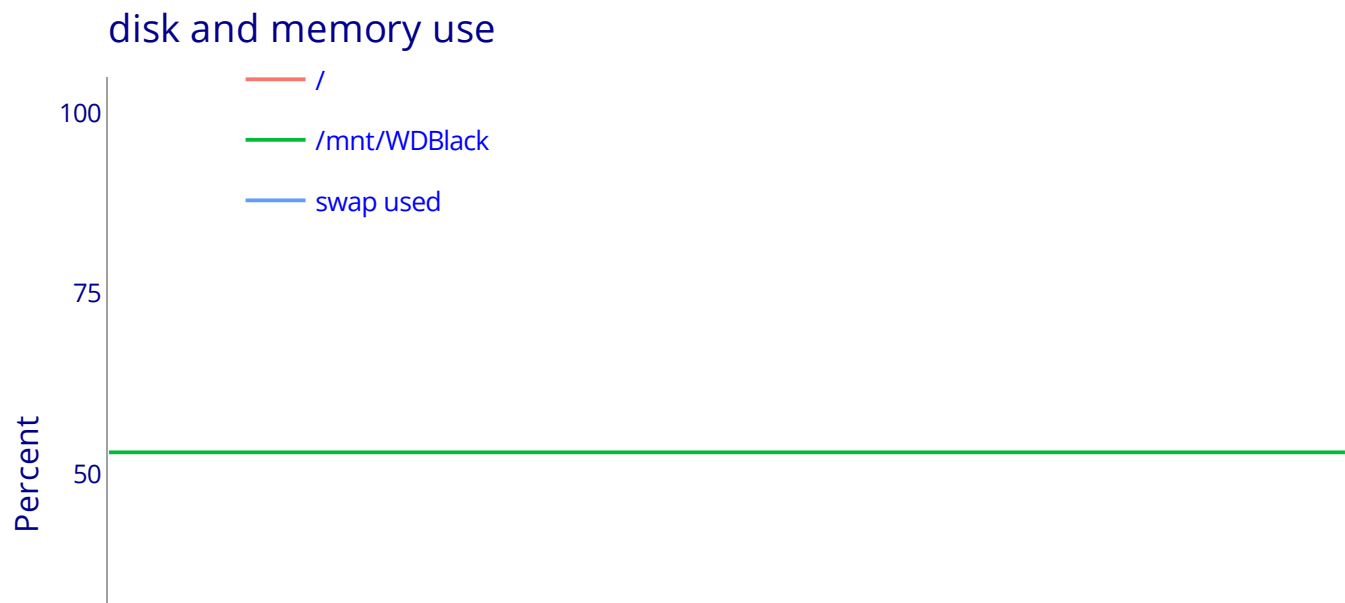 disk and memory use
/
100
/mnt/WDBlack
swap used
75
Percent
50